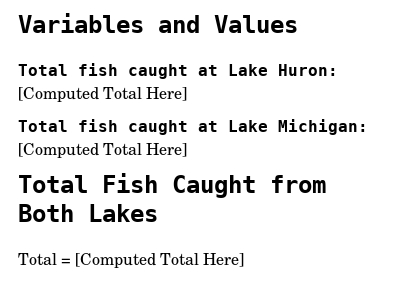 Variables and Values
Total fish caught at Lake Huron:
[Computed Total Here]
Total fish caught at Lake Michigan:
[Computed Total Here]
Total Fish Caught from
Both Lakes
Total = [Computed Total Here]